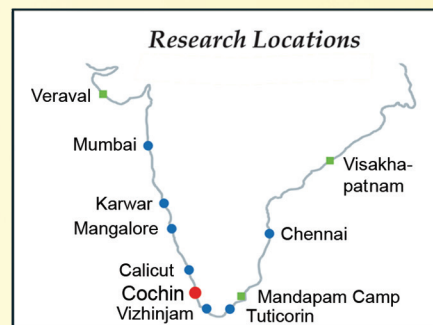 Research Locations
Veraval
Mumbai
Visakha-
patnam
Karwar
Mangalore
Chennai
Calicut
Cochin
Mandapam Camp
Vizhinjam
Tuticorin